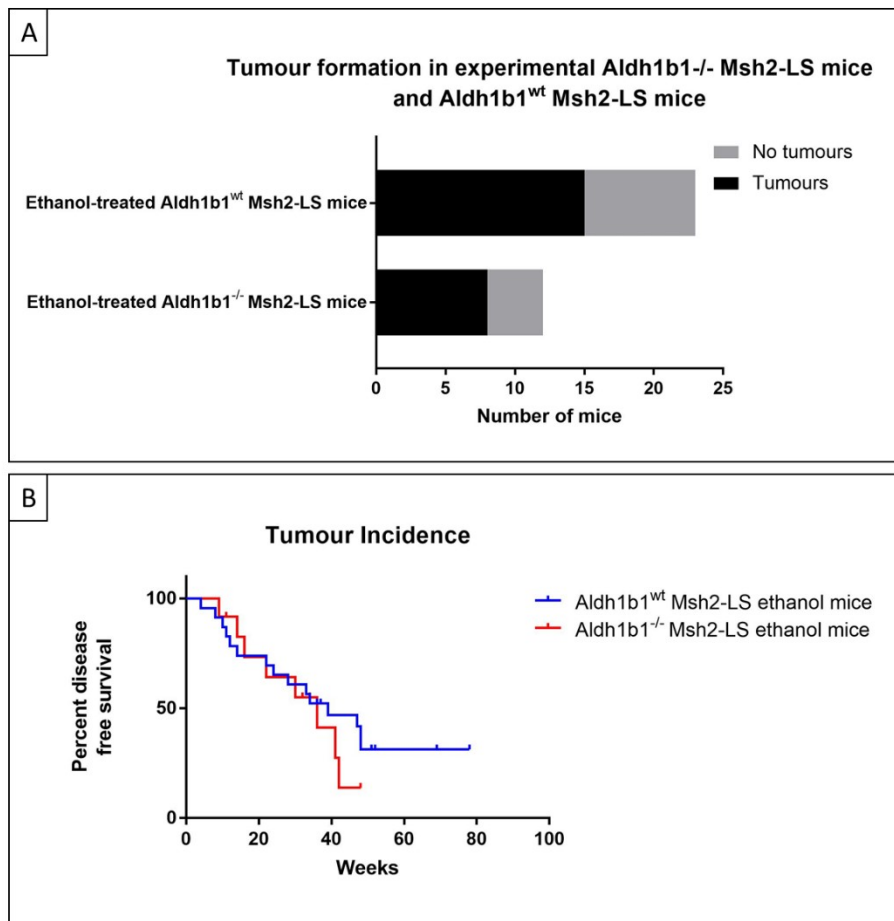 A
Tumour formation in experimental Aldh1b1-/- Msh2-LS mice
and Aldh1b1wt Msh2-LS mice
No tumours
Tumours
Ethanol-treated Aldh1b1wt Msh2-LS mice
Ethanol-treated Aldh1b1-/- Msh2-LS mice
0 5 10 15 20 25
Number of mice
B
Tumour Incidence
Aldh1b1wt Msh2-LS ethanol mice
Aldh1b1-/- Msh2-LS ethanol mice
Percent disease
free survival
100
50
0
0 20 40 60 80 100
Weeks